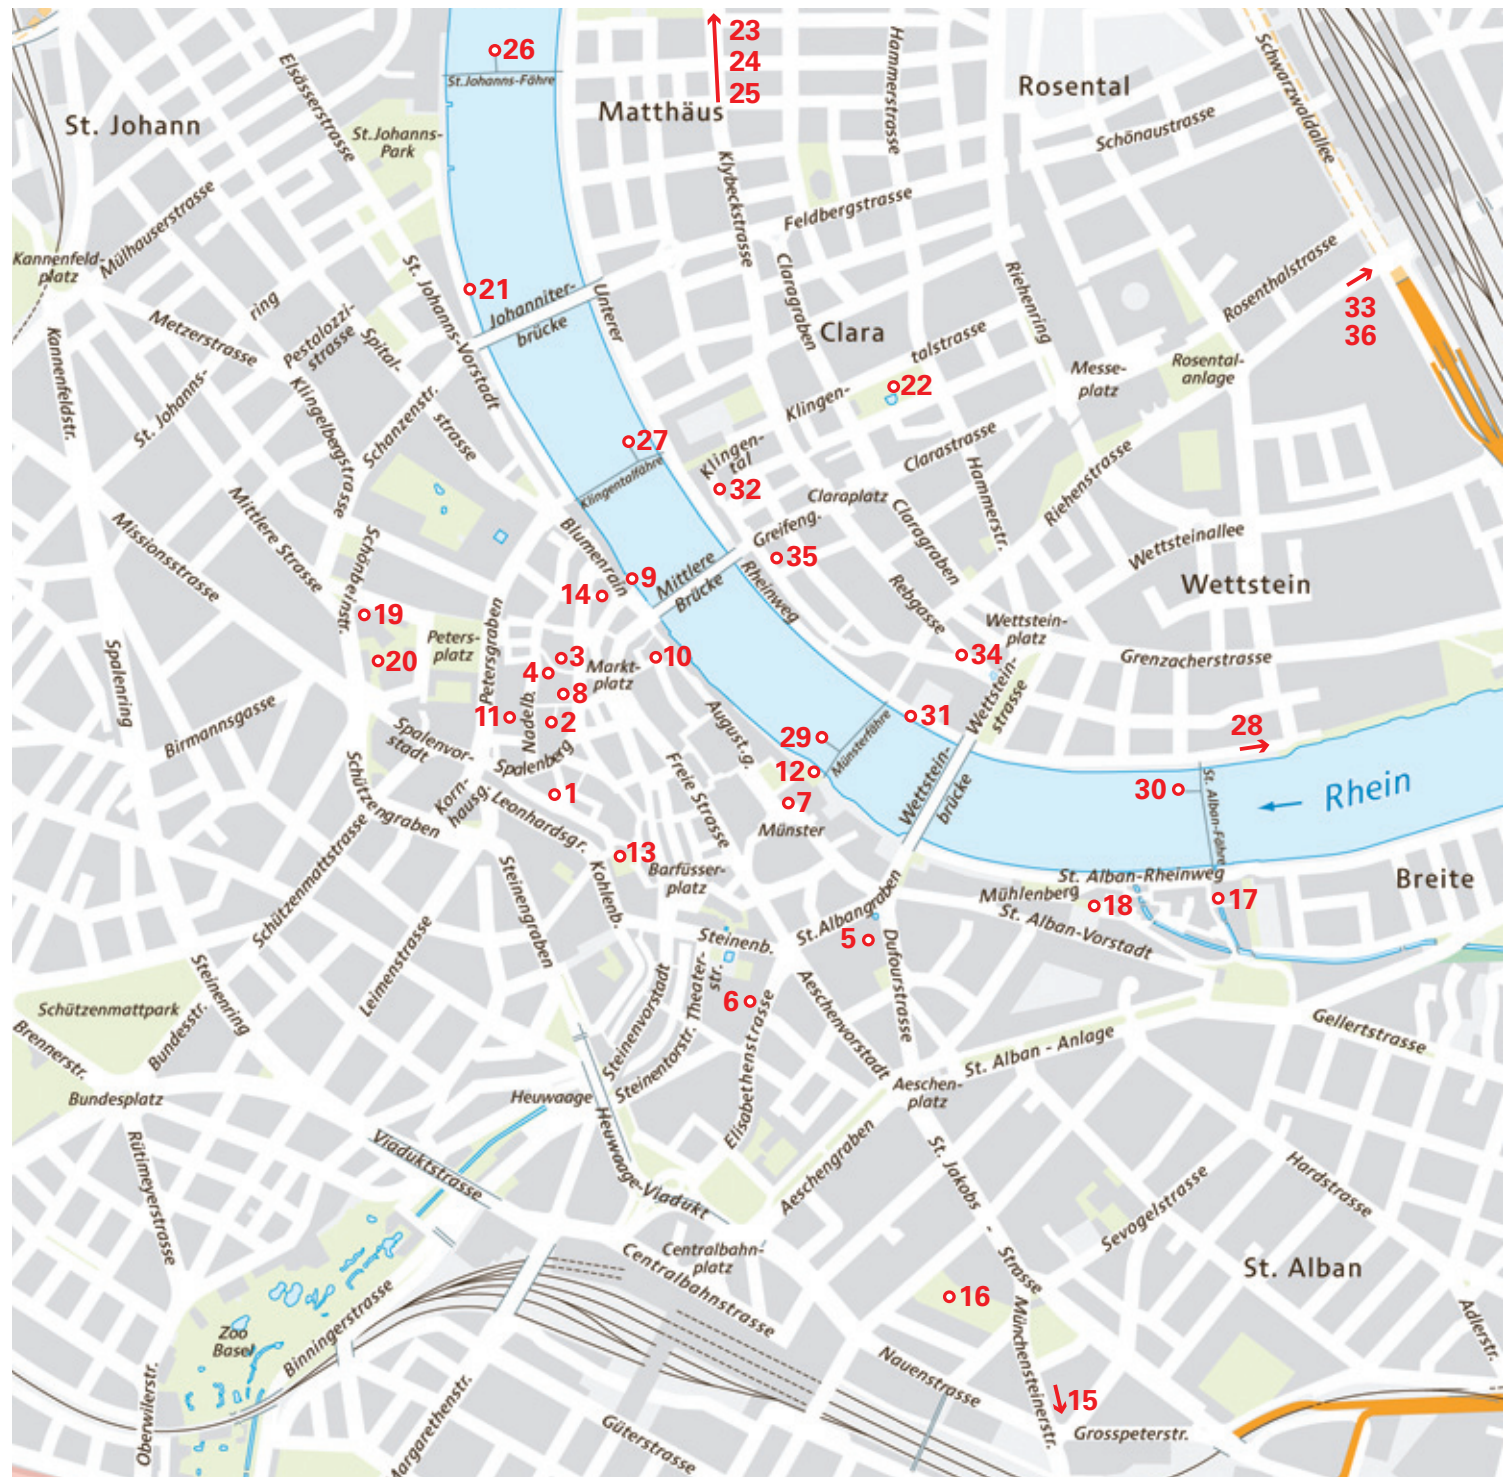 26
St.Johanns-Fähre
23
24
25
Hammerstrasse
Schwarzwaldallee
Rosental
Elsässerstrasse
St. Johann
Matthäus
St.Johanns-
Park
Schönaustrasse
Klybeckstrasse
Mülhauserstrasse
Feldbergstrasse
Kannenfeld-
platz
St. Johanns-Vorstadt
21
Johanniter-
brücke
Unterer
Claragraben
Riehenring
Rosenthalstrasse
33
36
ring
Metzerstrasse
Pestalozzi-
strasse
Spital-
strasse
Clara
talstrasse
Klingen-
22
Messe-
platz
Rosental-
anlage
Kannenfeldstr.
St. Johanns-
Klingelbergstrasse
Schanzenstr.
27
Klingentalfähre
Klingen-
tal
32
Clarastrasse
Hammerstr.
Riehenstrasse
Claraplatz
Claragraben
Greifeng.
Mittlere Strasse
Missionsstrasse
Schönbeinstr.
Blumenrain
9
14
Mittlere
Brücke
35
Rheinweg
Rebgasse
Wettsteinallee
Wettstein
19
20
Peters-
platz
Petersgraben
3
4
Markt-
platz
8
10
Wettstein-
platz
34
Grenzacherstrasse
Spalenring
Birmannsgasse
11
Nadelb.
2
Spalenvor-
stadt
Spalenberg
August.g.
29
Münsterfähre
31
Wettstein-
strasse
28
12
7
Münster
Wettstein-
brücke
30
St. Alban-Fähre
Rhein
Schützengraben
Korn-
hausg.
Leonhardsgr.
1
Freie Strasse
13
Barfüsser-
platz
Kohlenb.
Steinengraben
Schützenmattstrasse
St. Alban-Rheinweg
Mühlenberg
18
17
Breite
St. Alban-Vorstadt
St.Albangraben
5
Dufourstrasse
Steinenb.
Theater-
str.
6
Steinenvorstadt
Steinentorstr.
Elisabethenstrasse
Aeschenvorstadt
Steinenring
Leimenstrasse
Schützenmattpark
Brennerstr.
Bundesstr.
Bundesplatz
Gellertstrasse
St. Alban - Anlage
Aeschen-
platz
Heuwaage
Heuwaage-Viadukt
Viaduktstrasse
Rütimeyerstrasse
Aeschengraben
St. Jakobs - Strasse
Sevogelstrasse
Hardstrasse
Centralbahn-
platz
Centralbahnstrasse
St. Alban
16
Münchensteinerstr.
Adlerstr.
Zoo
Basel
Binningerstrasse
Nauenstrasse
15
Grosspeterstr.
Oberwilerstr.
Margarethenstr.
Güterstrasse